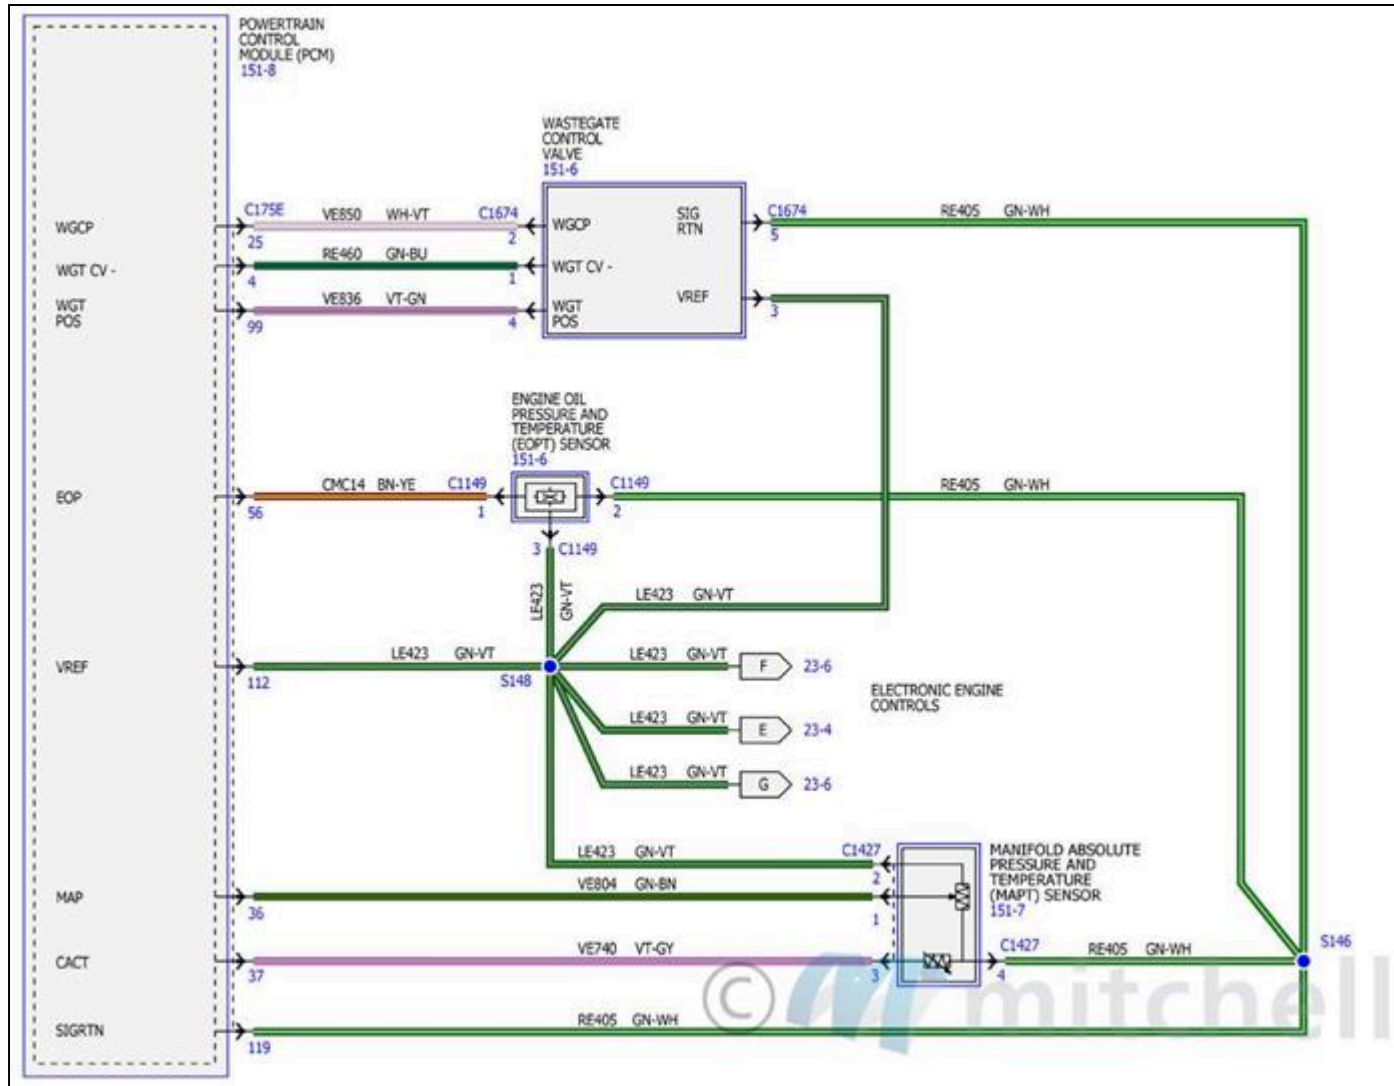 POWERTRAIN
CONTROL
MODULE (PCM)
151-8
WASTEGATE
CONTROL
VALVE
151-6
C175E
VE850 WH-VT
C1674
WGCP
25
2
WGCP
SIG
RTN
C1674
5
RE405 GN-WH
RE460 GN-BU
WGT CV -
4
1
WGT CV -
VE836 VT-GN
WGT
POS
99
4
WGT
POS
VREF
3
ENGINE OIL
PRESSURE AND
TEMPERATURE
(EOPT) SENSOR
151-6
CMC14 BN-YE
C1149
C1149
RE405 GN-WH
EOP
56
1
2
3 C1149
LE423
GN-VT
LE423 GN-VT
LE423 GN-VT
LE423 GN-VT
VREF
112
S148
F
23-6
ELECTRONIC ENGINE
CONTROLS
LE423 GN-VT
E
23-4
LE423 GN-VT
G
23-6
LE423 GN-VT
C1427
2
MANIFOLD ABSOLUTE
PRESSURE AND
TEMPERATURE
(MAPT) SENSOR
151-7
VE804 GN-BN
MAP
36
1
VE740 VT-GY
C1427
RE405 GN-WH
S146
CACT
37
3
4
RE405 GN-WH
SIGRTN
119
© mitchell